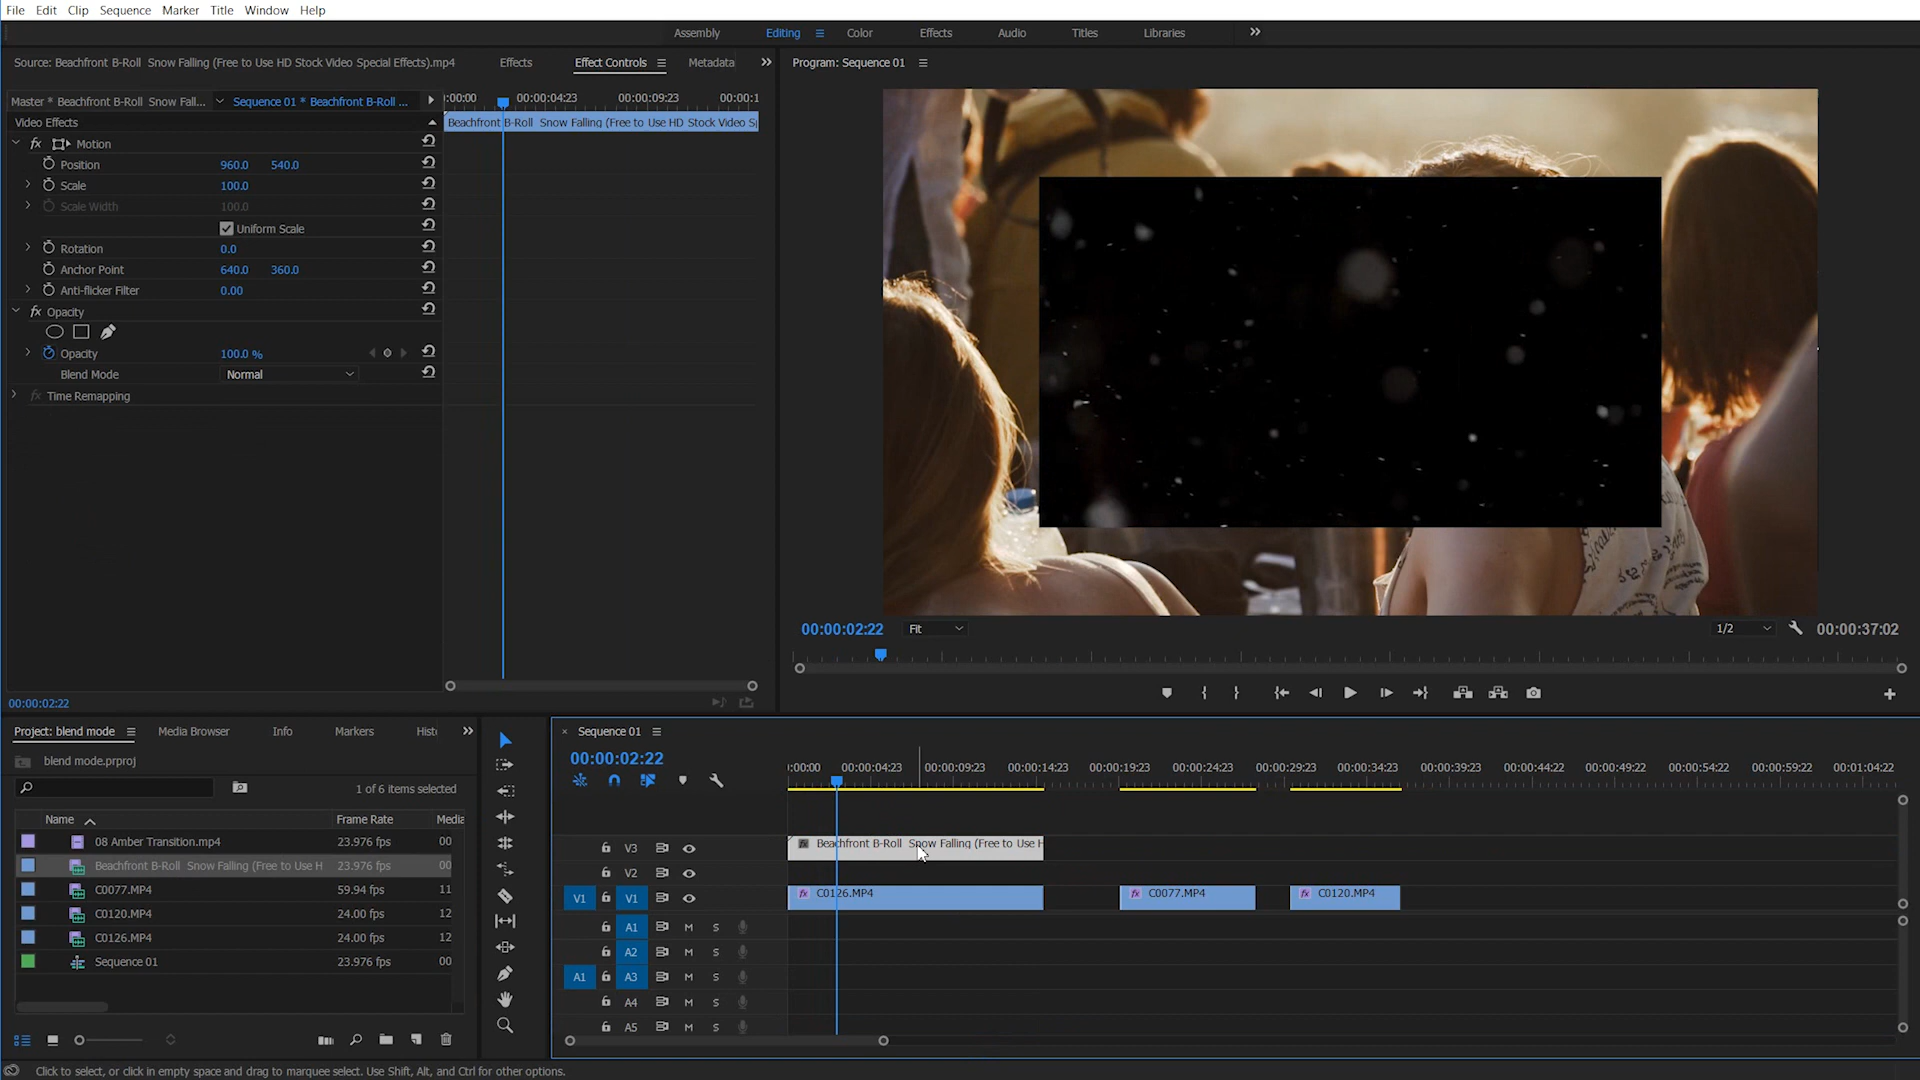 File Edit Clip Sequence Marker Title Window Help
Assembly Editing Color Effects Audio Titles Libraries
Source: Beachfront B-Roll Snow Falling (Free to Use HD Stock Video Special Effects).mp4 Effects Effect Controls Metadata
Program: Sequence 01
Master * Beachfront B-Roll Snow Fall... Sequence 01 * Beachfront B-Roll ...
:00:00 00:00:04:23 00:00:09:23 00:00:1
Video Effects
Beachfront B-Roll Snow Falling (Free to Use HD Stock Video Sp
fx Motion
Position 960.0 540.0
Scale 100.0
Scale Width 100.0
Uniform Scale
Rotation 0.0
Anchor Point 640.0 360.0
Anti-flicker Filter 0.00
fx Opacity
Opacity 100.0 %
Blend Mode Normal
fx Time Remapping
00:00:02:22 Fit 1/2 00:00:37:02
00:00:02:22
Project: blend mode Media Browser Info Markers Histo
blend mode.prproj
1 of 6 items selected
Name Frame Rate Media
08 Amber Transition.mp4 23.976 fps 00
Beachfront B-Roll Snow Falling (Free to Use H 23.976 fps 00
C0077.MP4 59.94 fps 11
C0120.MP4 24.00 fps 12
C0126.MP4 24.00 fps 12
Sequence 01 23.976 fps 00
× Sequence 01
00:00:02:22
:00:00 00:00:04:23 00:00:09:23 00:00:14:23 00:00:19:23 00:00:24:23 00:00:29:23 00:00:34:23 00:00:39:23 00:00:44:22 00:00:49:22 00:00:54:22 00:00:59:22 00:01:04:22
V3 fx Beachfront B-Roll Snow Falling (Free to Use H
V2
V1 V1 fx C0126.MP4 fx C0077.MP4 fx C0120.MP4
A1 M S
A2 M S
A1 A3 M S
A4 M S
A5 M S
Click to select, or click in empty space and drag to marquee select. Use Shift, Alt, and Ctrl for other options.